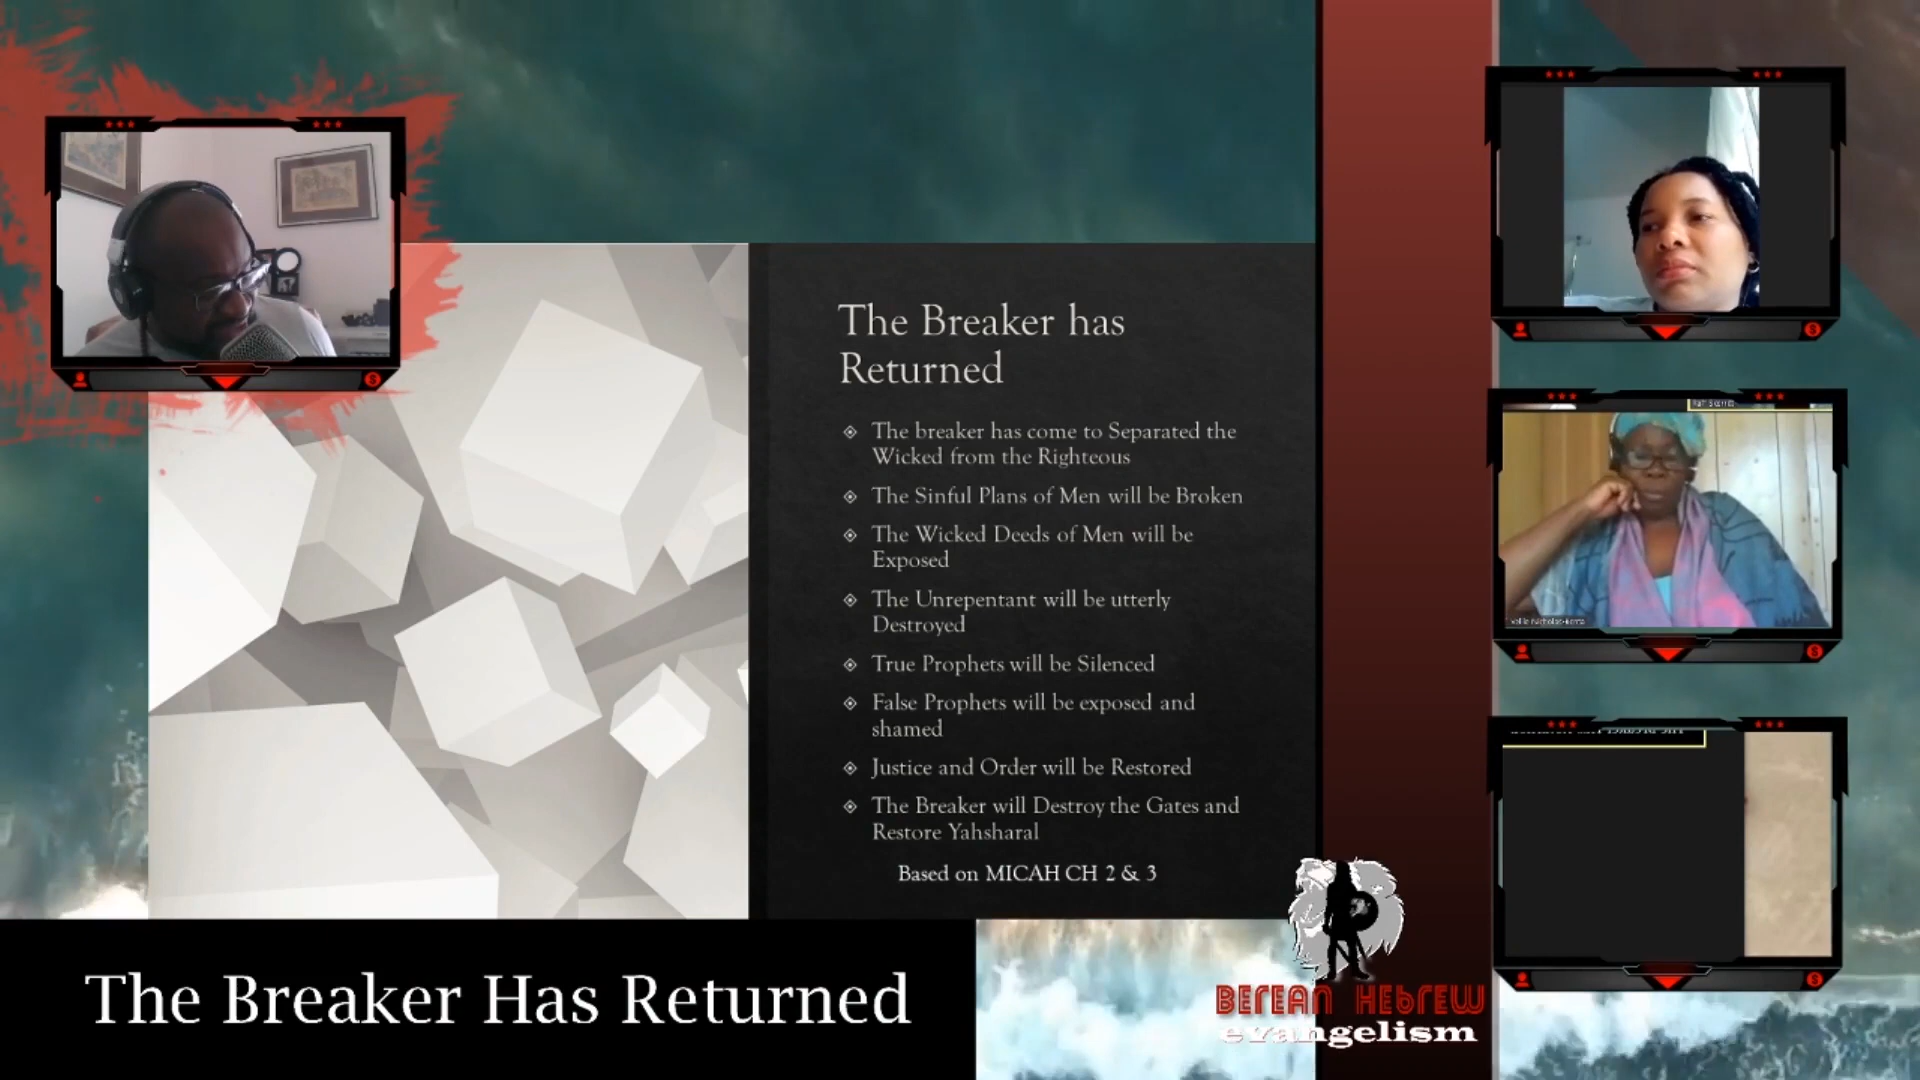 The Breaker has
Returned
The breaker has come to Separated the
Wicked from the Righteous
The Sinful Plans of Men will be Broken
The Wicked Deeds of Men will be
Exposed
The Unrepentant will be utterly
Destroyed
True Prophets will be Silenced
False Prophets will be exposed and
shamed
Justice and Order will be Restored
The Breaker will Destroy the Gates and
Restore Yahsharal
Based on MICAH CH 2 & 3
The Breaker Has Returned
BEREAN HEBREW
evangelism